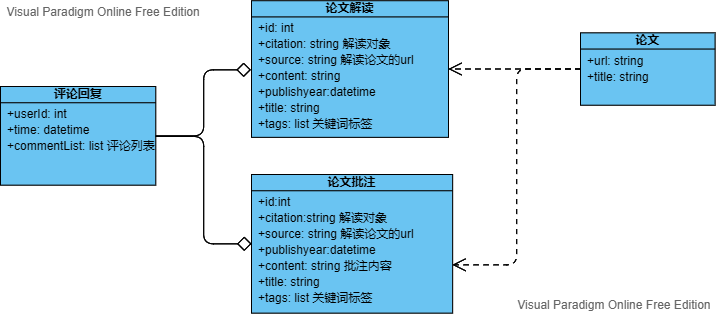 Visual Paradigm Online Free Edition
论文解读
+id: int
+citation: string 解读对象
+source: string 解读论文的url
+content: string
+publishyear:datetime
+title: string
+tags: list 关键词标签
论文
+url: string
+title: string
评论回复
+userId: int
+time: datetime
+commentList: list 评论列表
论文批注
+id:int
+citation:string 解读对象
+source: string 解读论文的url
+publishyear:datetime
+content: string 批注内容
+title: string
+tags: list 关键词标签
Visual Paradigm Online Free Edition